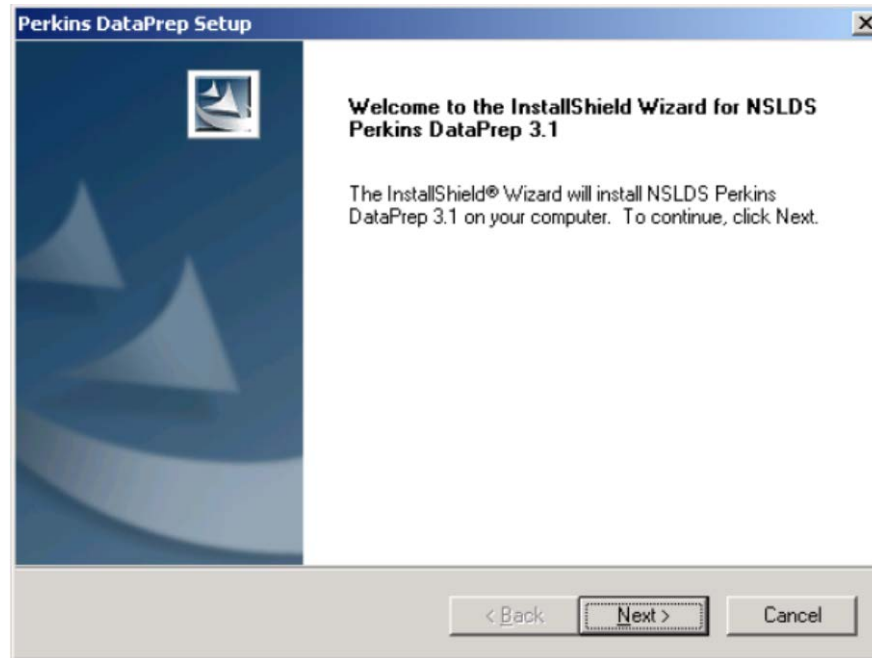 Perkins DataPrep Setup
Welcome to the InstallShield Wizard for NSLDS
Perkins DataPrep 3.1
The InstallShield® Wizard will install NSLDS Perkins
DataPrep 3.1 on your computer.  To continue, click Next.
< Back
Next >
Cancel